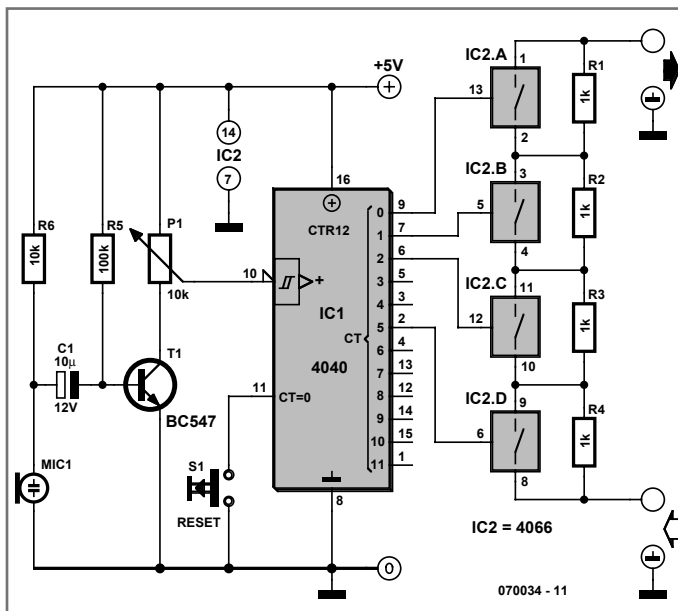 +5V
IC2.A
1
13
2
R1
1k
14
IC2
7
R6
10k
R5
100k
P1
10k
16
CTR12
IC2.B
3
5
4
R2
1k
10
+
IC1
4040
CT
0 9
1 7
2 6
3 5
4 3
5 2
6 4
7 13
8 12
9 14
10 15
11 1
IC2.C
11
12
10
R3
1k
C1
10µ
12V
T1
BC547
11
CT=0
IC2.D
9
6
8
R4
1k
MIC1
S1
RESET
8
0
IC2 = 4066
070034 - 11